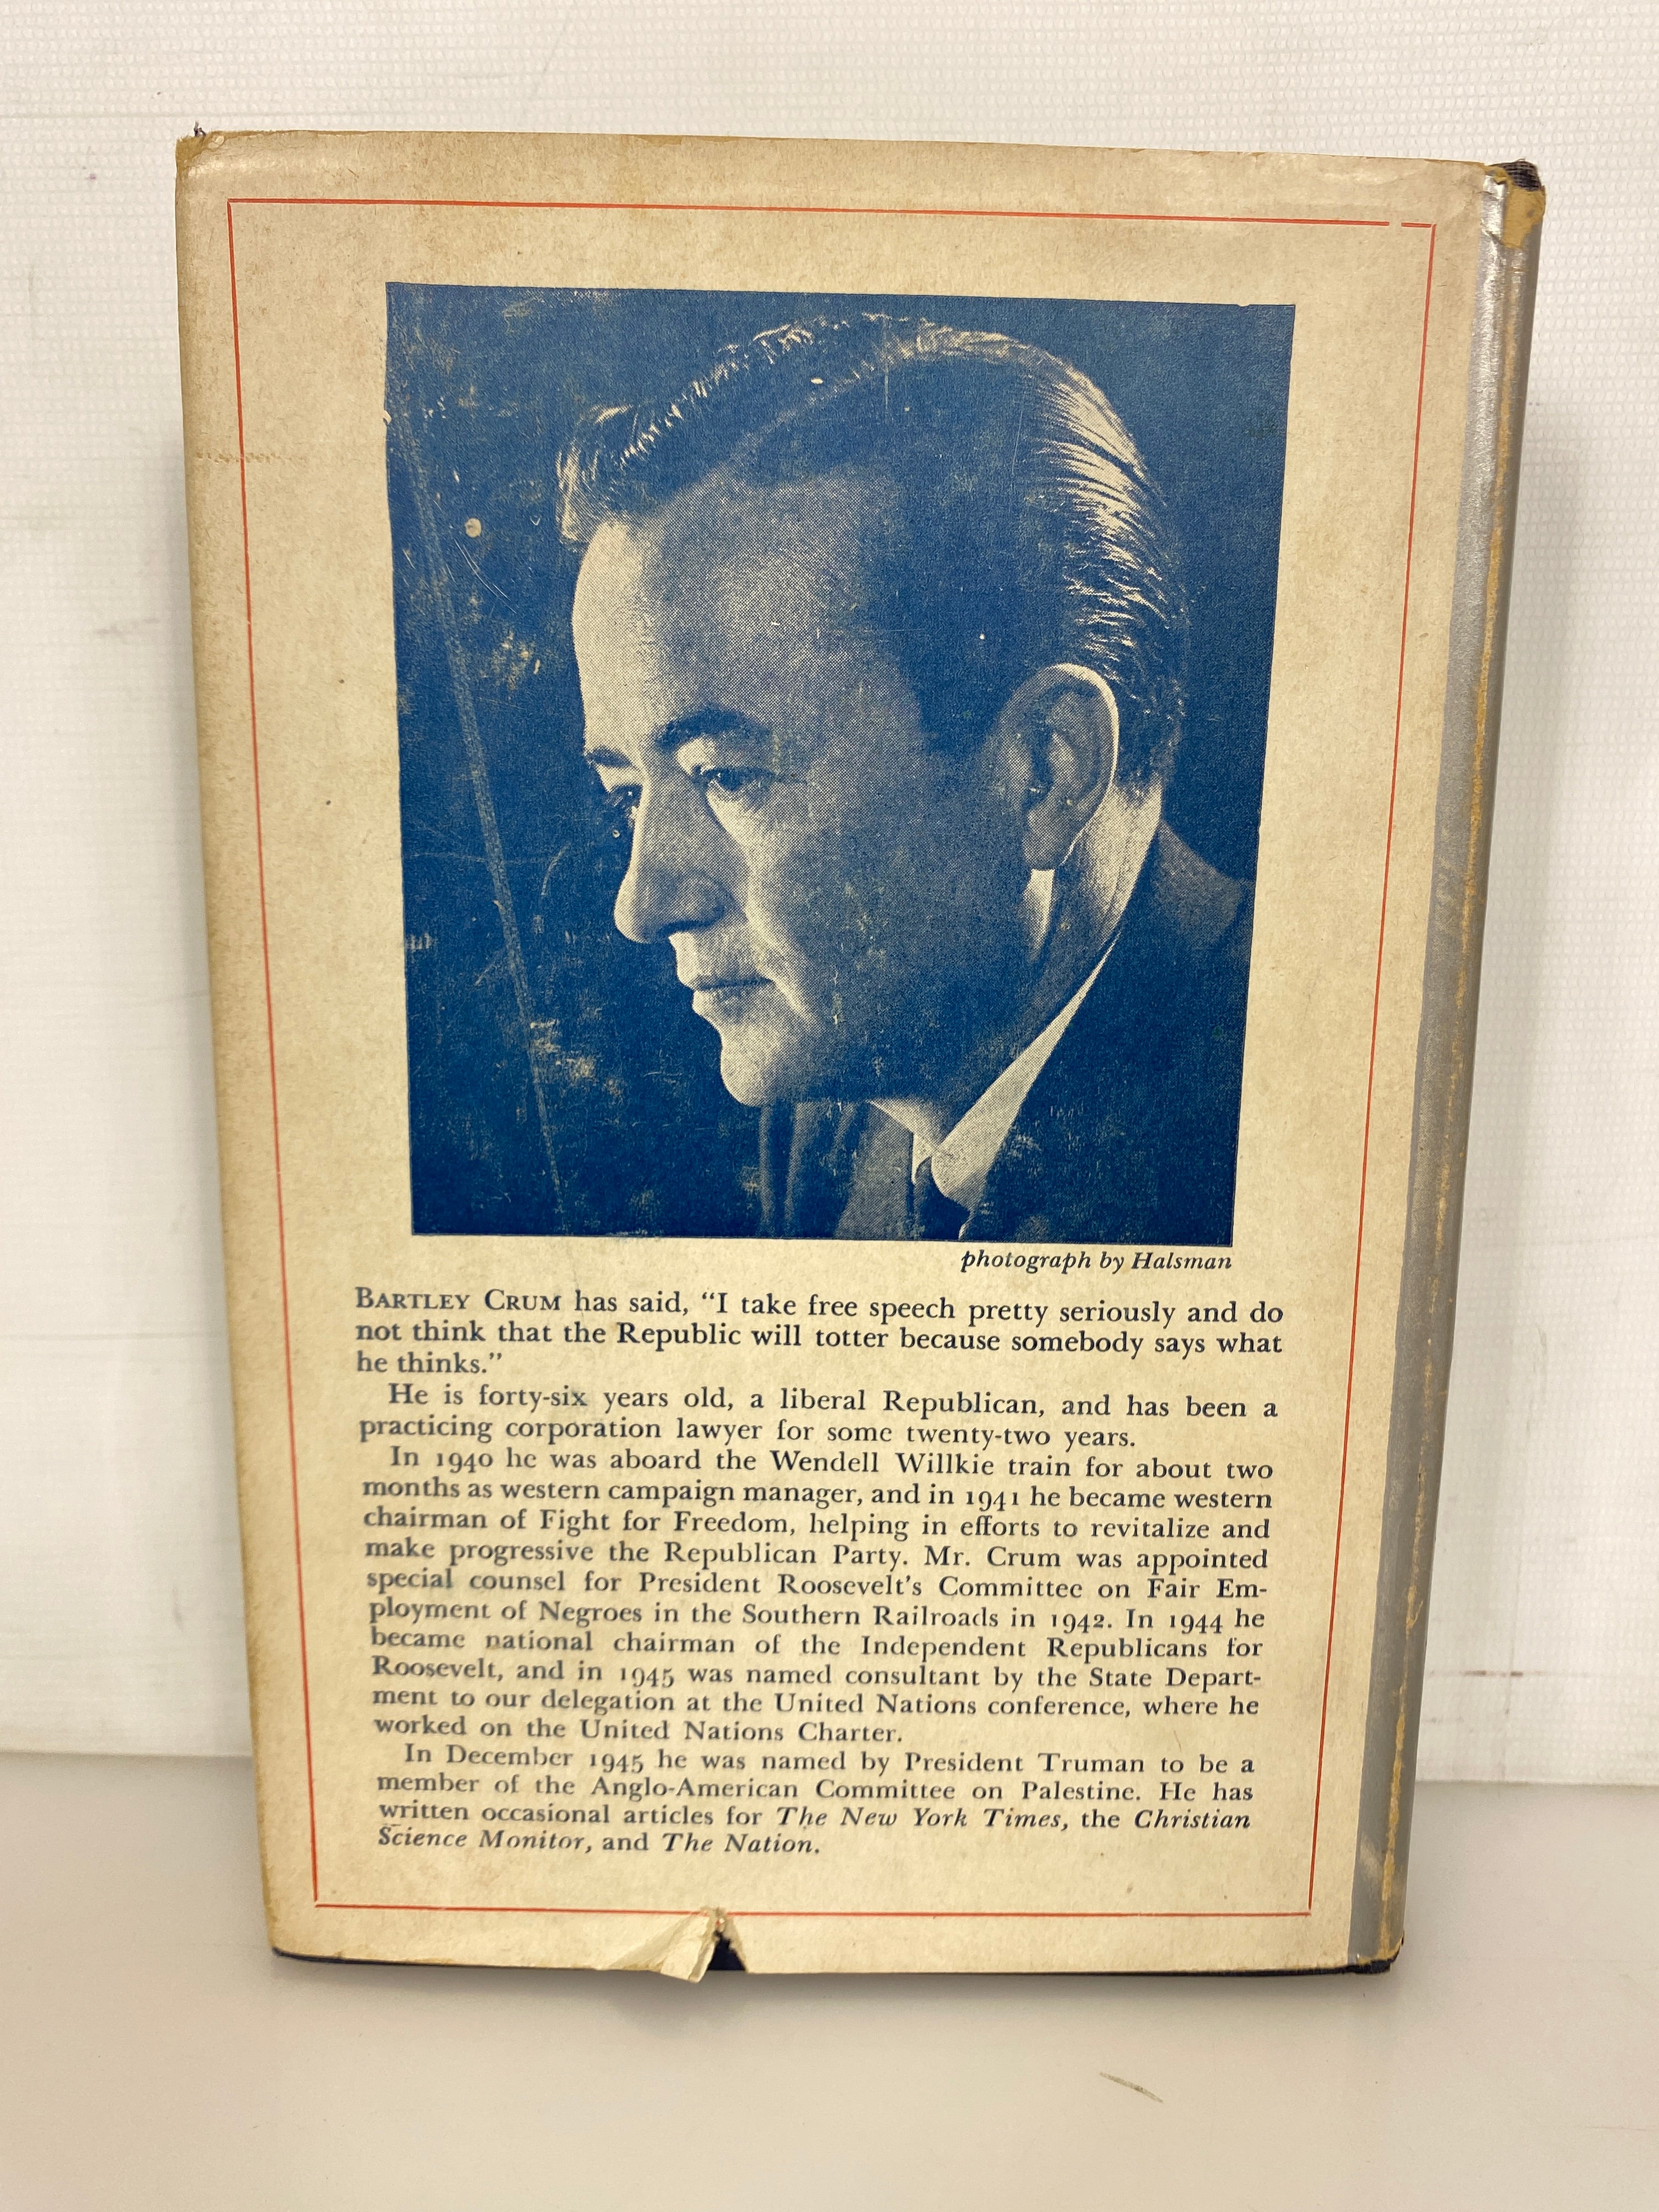 photograph by Halsman
BARTLEY CRUM has said, “I take free speech pretty seriously and do
not think that the Republic will totter because somebody says what
he thinks.”
He is forty-six years old, a liberal Republican, and has been a
practicing corporation lawyer for some twenty-two years.
In 1940 he was aboard the Wendell Willkie train for about two
months as western campaign manager, and in 1941 he became western
chairman of Fight for Freedom, helping in efforts to revitalize and
make progressive the Republican Party. Mr. Crum was appointed
special counsel for President Roosevelt’s Committee on Fair Em-
ployment of Negroes in the Southern Railroads in 1942. In 1944 he
became national chairman of the Independent Republicans for
Roosevelt, and in 1945 was named consultant by the State Depart-
ment to our delegation at the United Nations conference, where he
worked on the United Nations Charter.
In December 1945 he was named by President Truman to be a
member of the Anglo-American Committee on Palestine. He has
written occasional articles for The New York Times, the Christian
Science Monitor, and The Nation.